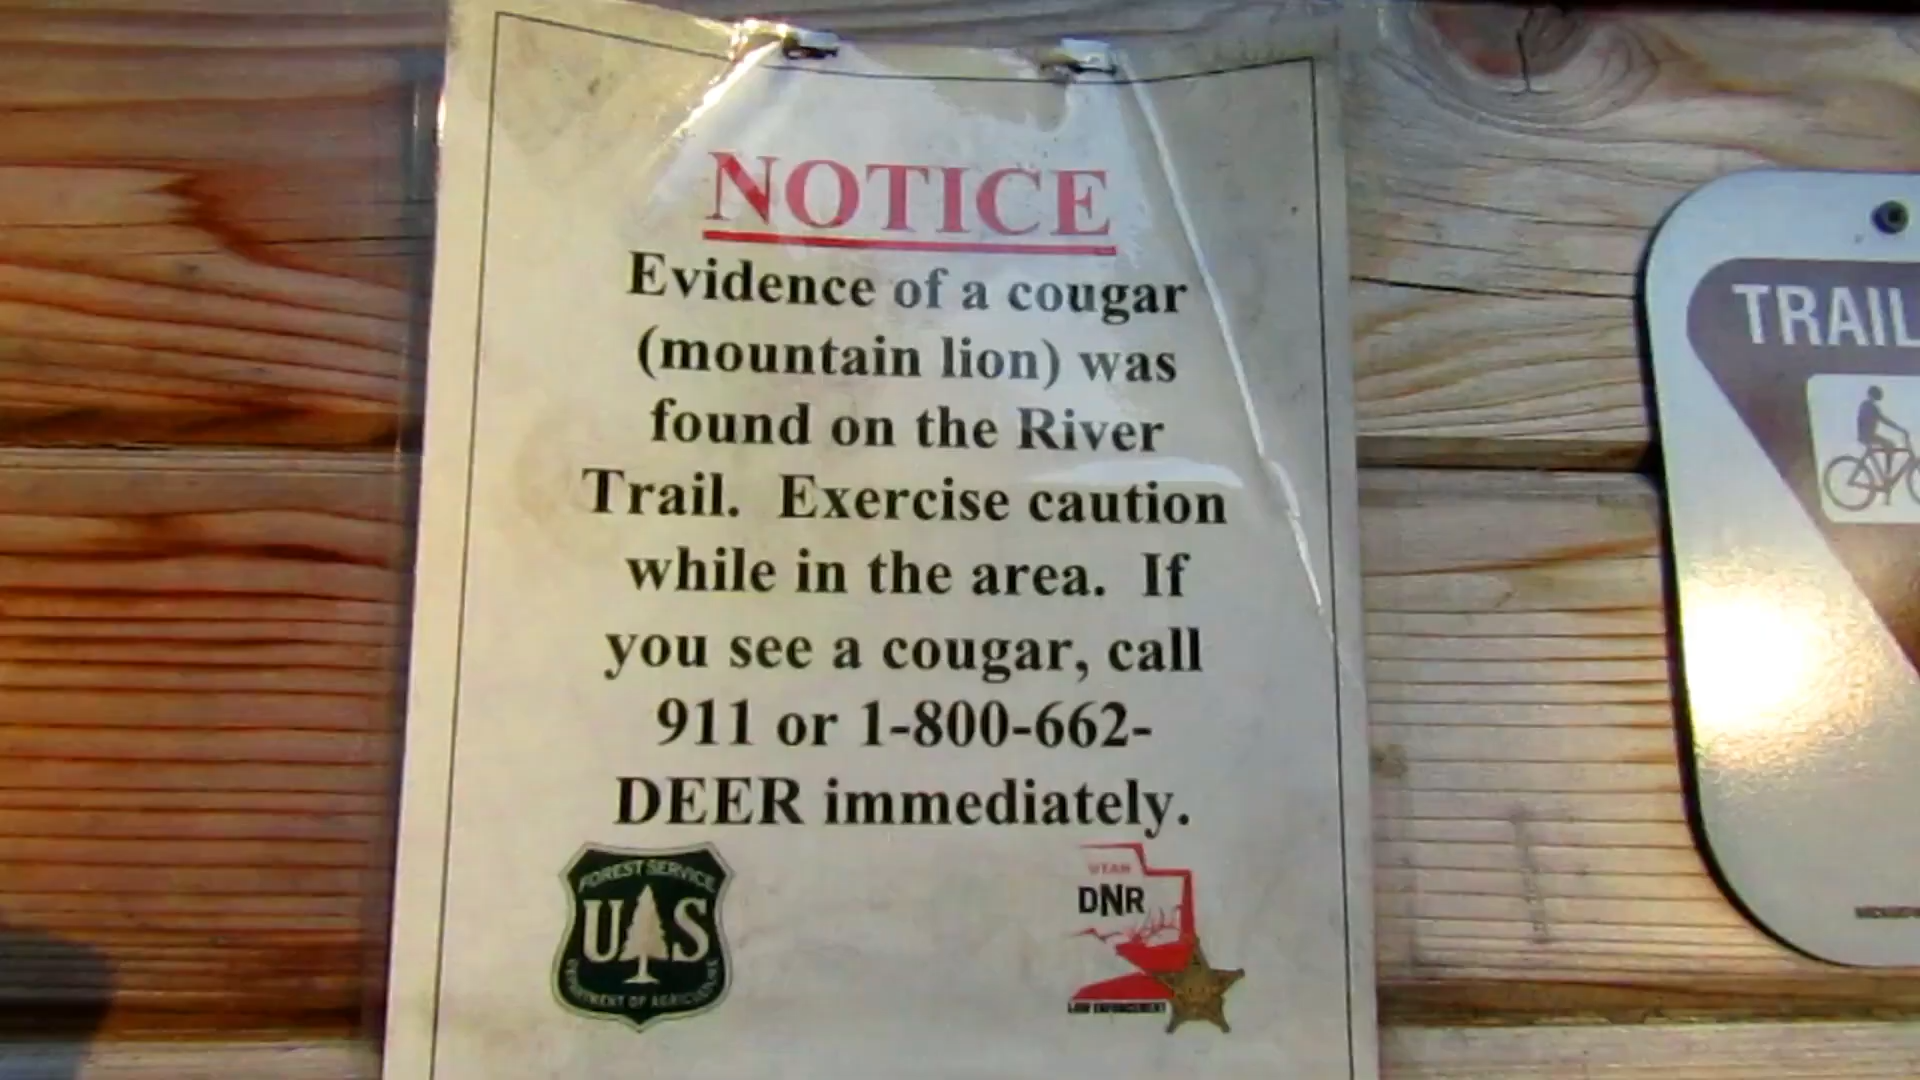 NOTICE
Evidence of a cougar
(mountain lion) was
found on the River
Trail.  Exercise caution
while in the area.  If
you see a cougar, call
911 or 1-800-662-
DEER immediately.
FOREST SERVICE
UAS
DEPARTMENT OF AGRICULTURE
UTAH
DNR
LAW ENFORCEMENT
TRAIL